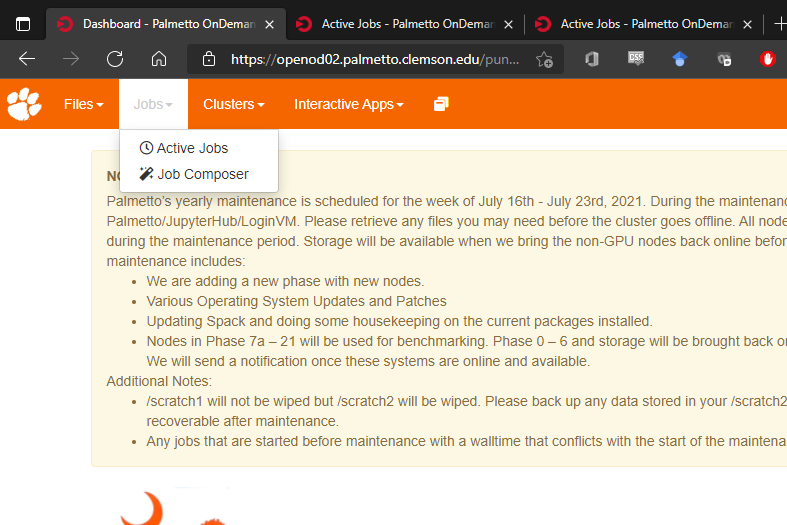 Dashboard - Palmetto OnDeman
Active Jobs - Palmetto OnDeman
Active Jobs - Palmetto OnDeman
https://openod02.palmetto.clemson.edu/pun...
CSS
Files
Jobs
Clusters
Interactive Apps
Active Jobs
Job Composer
Palmetto's yearly maintenance is scheduled for the week of July 16th - July 23rd, 2021. During the maintenanc
Palmetto/JupyterHub/LoginVM. Please retrieve any files you may need before the cluster goes offline. All node
during the maintenance period. Storage will be available when we bring the non-GPU nodes back online befor
maintenance includes:
• We are adding a new phase with new nodes.
• Various Operating System Updates and Patches
• Updating Spack and doing some housekeeping on the current packages installed.
• Nodes in Phase 7a – 21 will be used for benchmarking. Phase 0 – 6 and storage will be brought back on
We will send a notification once these systems are online and available.
Additional Notes:
• /scratch1 will not be wiped but /scratch2 will be wiped. Please back up any data stored in your /scratch2
recoverable after maintenance.
• Any jobs that are started before maintenance with a walltime that conflicts with the start of the maintena